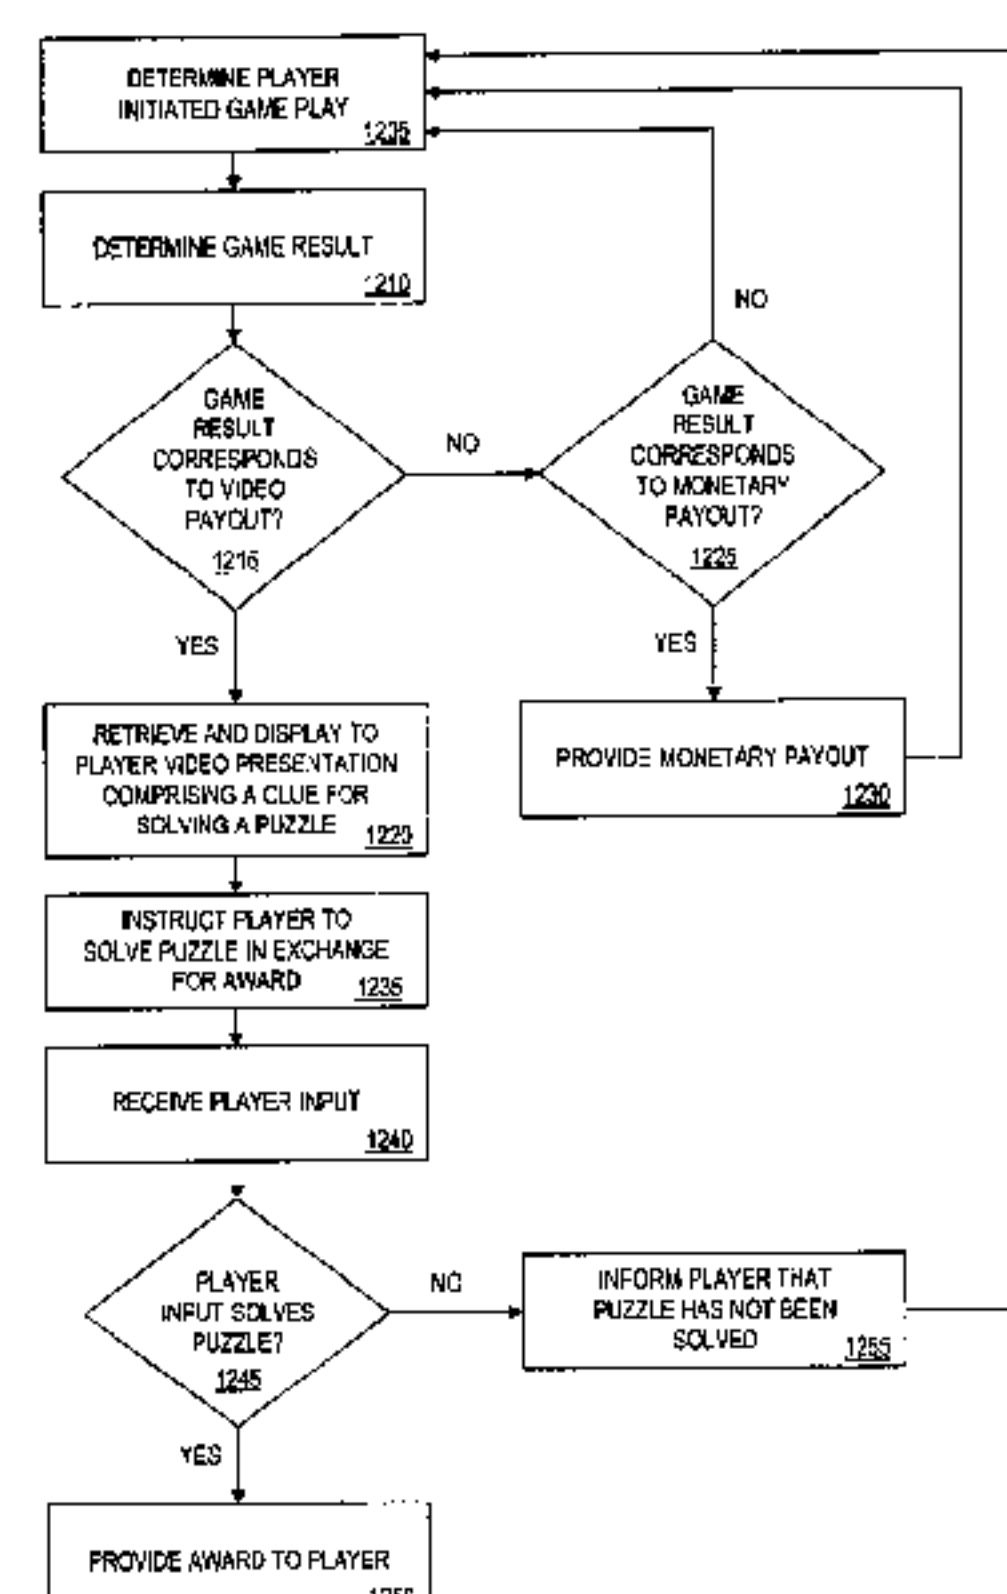 DETERMINE PLAYER
INITIATED GAME PLAY
1205
DETERMINE GAME RESULT
1210
NO
GAME
RESULT
CORRESPONDS
TO VIDEO
PAYOUT?
1215
NO
GAME
RESULT
CORRESPONDS
TO MONETARY
PAYOUT?
1225
YES
YES
RETRIEVE AND DISPLAY TO
PLAYER VIDEO PRESENTATION
COMPRISING A CLUE FOR
SOLVING A PUZZLE
1220
PROVIDE MONETARY PAYOUT
1230
INSTRUCT PLAYER TO
SOLVE PUZZLE IN EXCHANGE
FOR AWARD
1235
RECEIVE PLAYER INPUT
1240
PLAYER
INPUT SOLVES
PUZZLE?
1245
NO
INFORM PLAYER THAT
PUZZLE HAS NOT BEEN
SOLVED
1255
YES
PROVIDE AWARD TO PLAYER